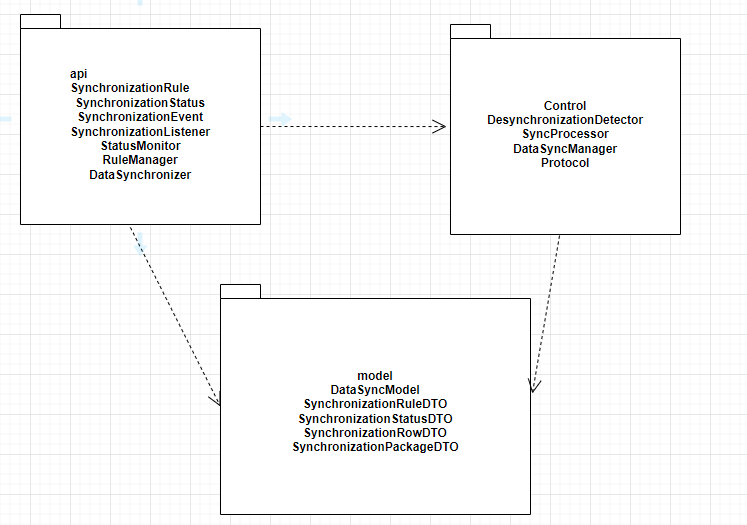 api
SynchronizationRule
SynchronizationStatus
SynchronizationEvent
SynchronizationListener
StatusMonitor
RuleManager
DataSynchronizer
Control
DesynchronizationDetector
SyncProcessor
DataSyncManager
Protocol
model
DataSyncModel
SynchronizationRuleDTO
SynchronizationStatusDTO
SynchronizationRowDTO
SynchronizationPackageDTO